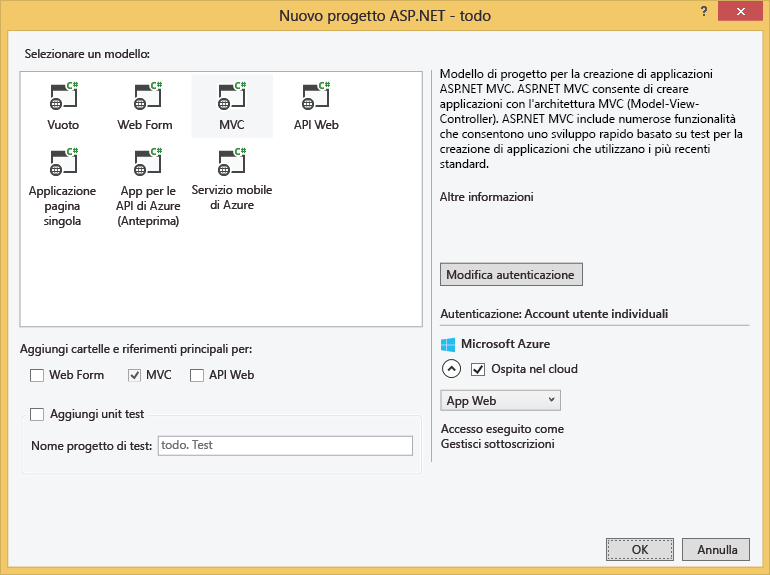 Nuovo progetto ASP.NET - todo
?
Selezionare un modello:
C#
C#
C#
C#
Vuoto
Web Form
MVC
API Web
C#
C#
C#
Applicazione
pagina
singola
App per le
API di Azure
(Anteprima)
Servizio mobile
di Azure
Modello di progetto per la creazione di applicazioni
ASP.NET MVC. ASP.NET MVC consente di creare
applicazioni con l'architettura MVC (Model-View-
Controller). ASP.NET MVC include numerose funzionalità
che consentono uno sviluppo rapido basato su test per la
creazione di applicazioni che utilizzano i più recenti
standard.
Altre informazioni
Modifica autenticazione
Autenticazione: Account utente individuali
Microsoft Azure
Ospita nel cloud
App Web
Accesso eseguito come
Gestisci sottoscrizioni
Aggiungi cartelle e riferimenti principali per:
Web Form
MVC
API Web
Aggiungi unit test
Nome progetto di test:
todo. Test
OK
Annulla